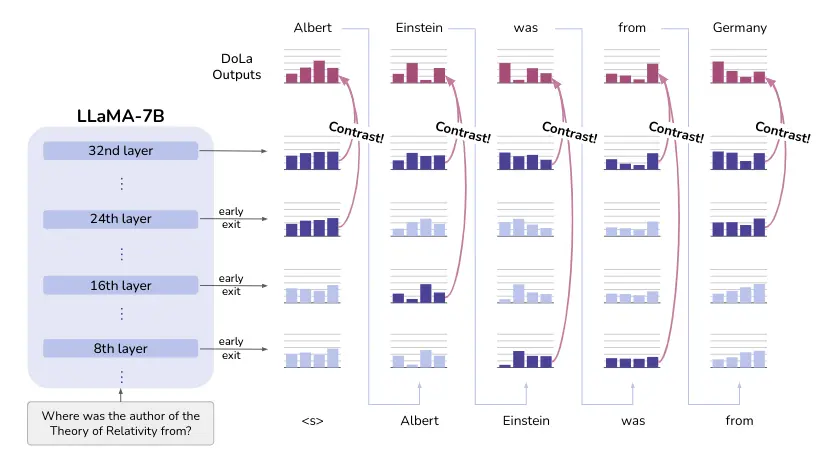 Albert Einstein was from Germany
DoLa
Outputs
LLaMA-7B
Contrast! Contrast! Contrast! Contrast! Contrast!
32nd layer
24th layer
early
exit
16th layer
early
exit
8th layer
early
exit
Where was the author of the
Theory of Relativity from?
<s> Albert Einstein was from